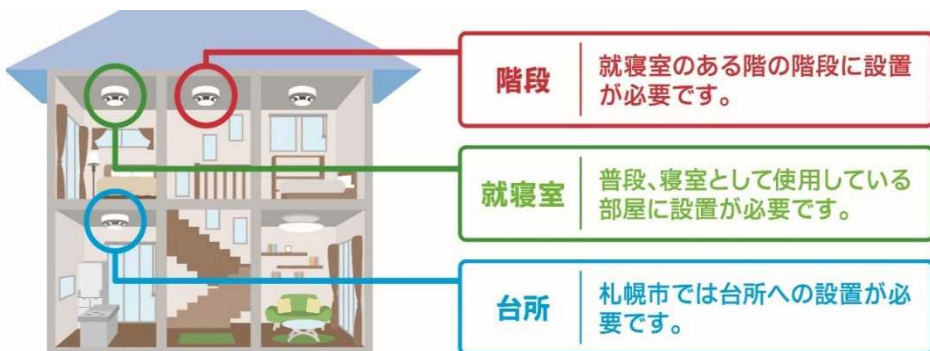 階段
就寝室のある階の階段に設置
が必要です。
就寝室
普段、寝室として使用している
部屋に設置が必要です。
台所
札幌市では台所への設置が必
要です。